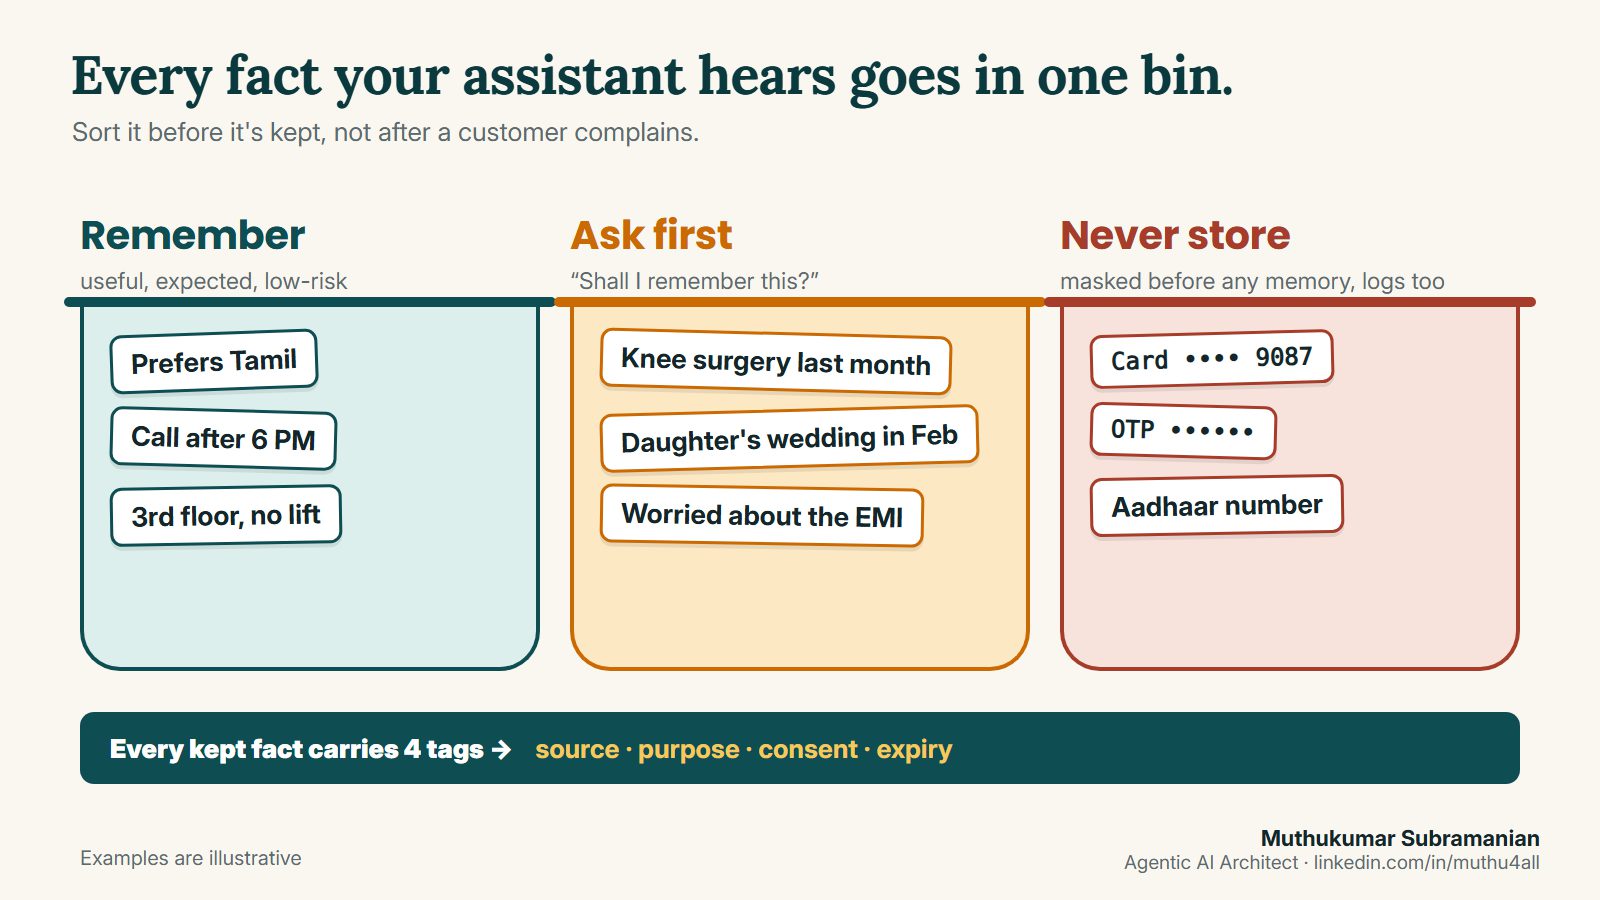 Every fact your assistant hears goes in one bin.
Sort it before it's kept, not after a customer complains.
Remember
useful, expected, low-risk
Prefers Tamil
Call after 6 PM
3rd floor, no lift
Ask first
“Shall I remember this?”
Knee surgery last month
Daughter's wedding in Feb
Worried about the EMI
Never store
masked before any memory, logs too
Card •••• 9087
OTP ••••••
Aadhaar number
Every kept fact carries 4 tags → source · purpose · consent · expiry
Examples are illustrative
Muthukumar Subramanian
Agentic AI Architect · linkedin.com/in/muthu4all